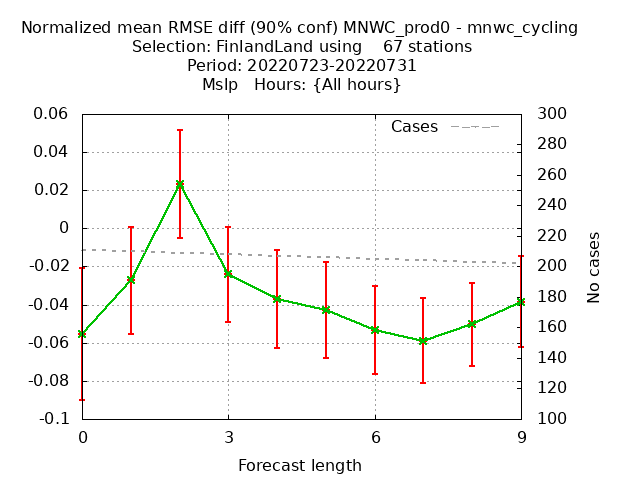 Normalized mean RMSE diff (90% conf) MNWC_prod0 - mnwc_cycling
Selection: FinlandLand using    67 stations
Period: 20220723-20220731
Mslp   Hours: {All hours}
Cases
0.06
0.04
0.02
0
-0.02
-0.04
-0.06
-0.08
-0.1
300
280
260
240
220
200
180
160
140
120
100
No cases
0 3 6 9
Forecast length